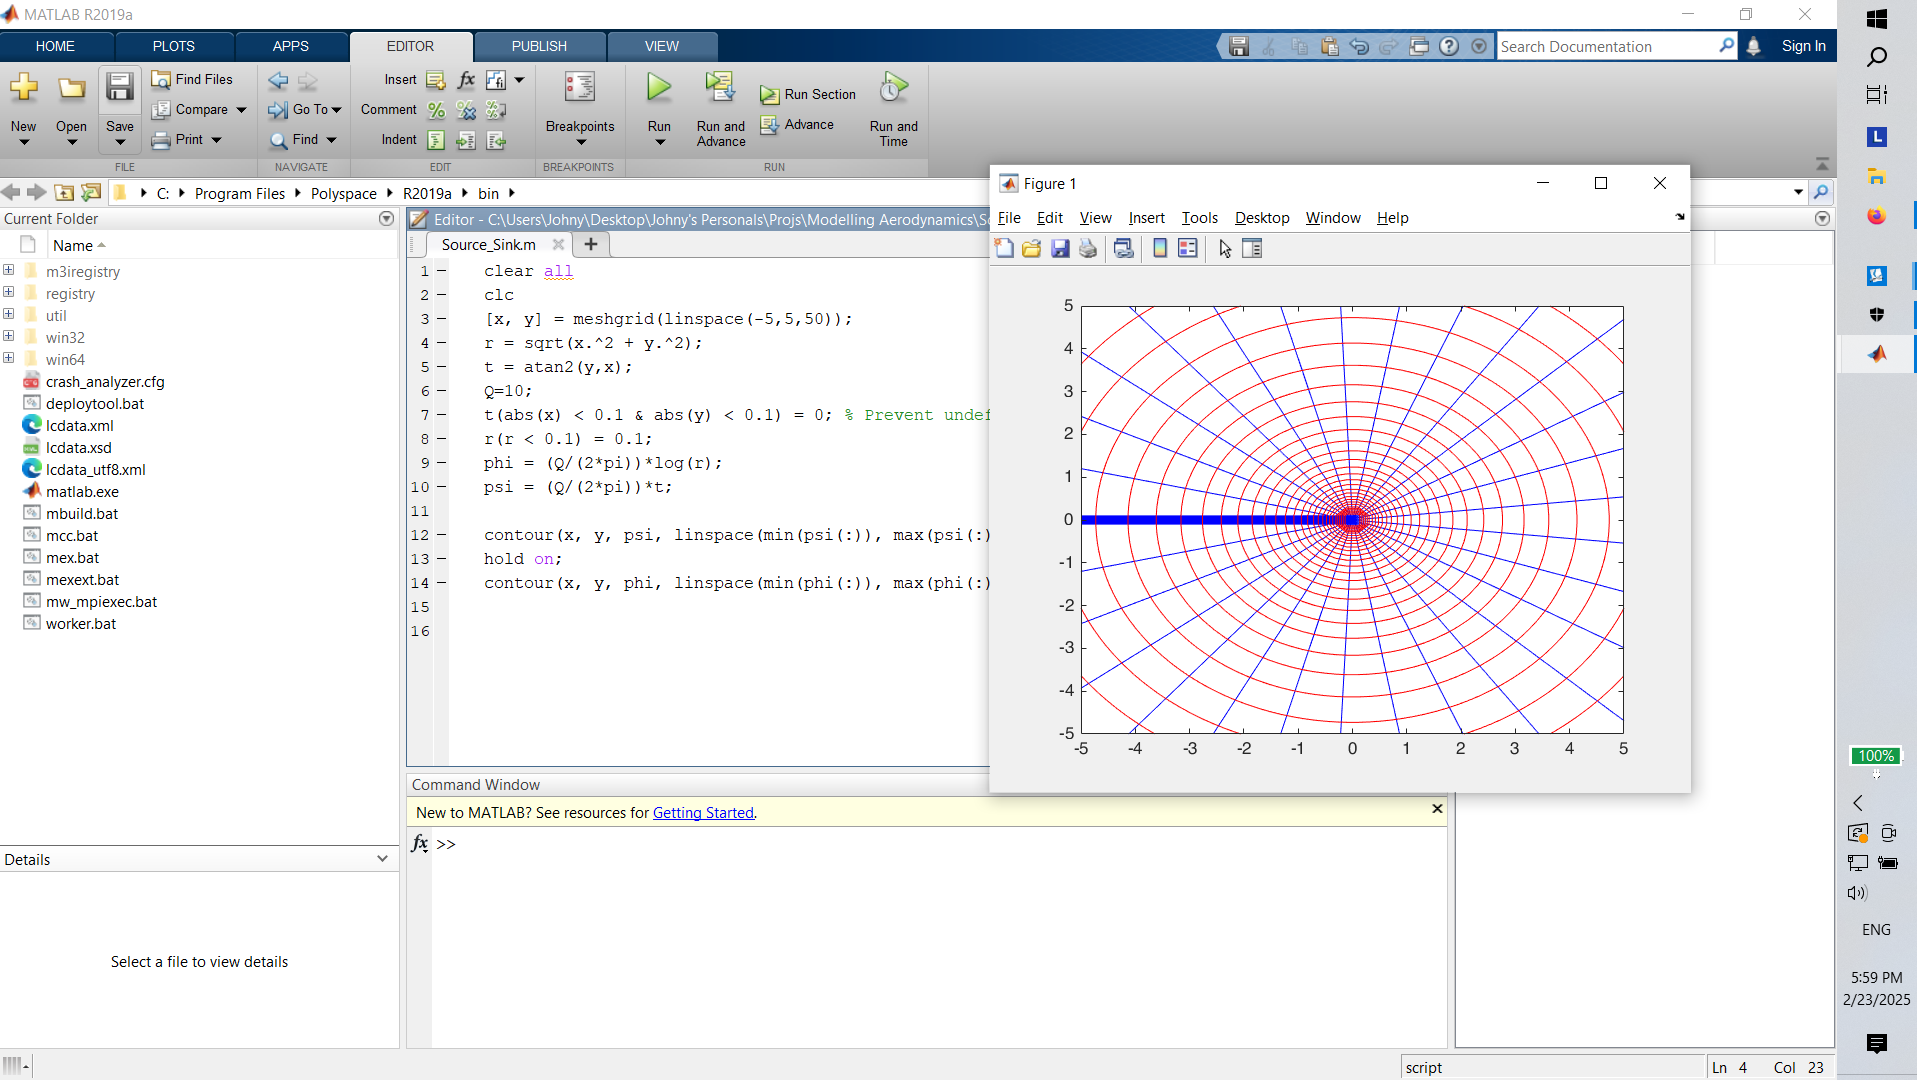 MATLAB R2019a
HOME PLOTS APPS EDITOR PUBLISH VIEW
Search Documentation
Sign In
New
Open
Save
Find Files
Compare
Print
FILE
Go To
Find
NAVIGATE
Insert
Comment
Indent
fx
EDIT
Breakpoints
BREAKPOINTS
Run
Run and Advance
Run Section
Advance
Run and Time
RUN
C: Program Files Polyspace R2019a bin
Current Folder
Name
m3iregistry
registry
util
win32
win64
crash_analyzer.cfg
deploytool.bat
lcdata.xml
lcdata.xsd
lcdata_utf8.xml
matlab.exe
mbuild.bat
mcc.bat
mex.bat
mexext.bat
mw_mpiexec.bat
worker.bat
Details
Select a file to view details
Editor - C:\Users\Johny\Desktop\Johny's Personals\Projs\Modelling Aerodynamics\
Source_Sink.m
1 clear all
2 clc
3 [x, y] = meshgrid(linspace(-5,5,50));
4 r = sqrt(x.^2 + y.^2);
5 t = atan2(y,x);
6 Q=10;
7 t(abs(x) < 0.1 & abs(y) < 0.1) = 0; % Prevent undef
8 r(r < 0.1) = 0.1;
9 phi = (Q/(2*pi))*log(r);
10 psi = (Q/(2*pi))*t;
11
12 contour(x, y, psi, linspace(min(psi(:)), max(psi(:)
13 hold on;
14 contour(x, y, phi, linspace(min(phi(:)), max(phi(:)
15
16
Command Window
New to MATLAB? See resources for Getting Started.
fx >>
Figure 1
File Edit View Insert Tools Desktop Window Help
5
4
3
2
1
0
-1
-2
-3
-4
-5
-5 -4 -3 -2 -1 0 1 2 3 4 5
script
Ln 4 Col 23
L
100%
ENG
5:59 PM
2/23/2025